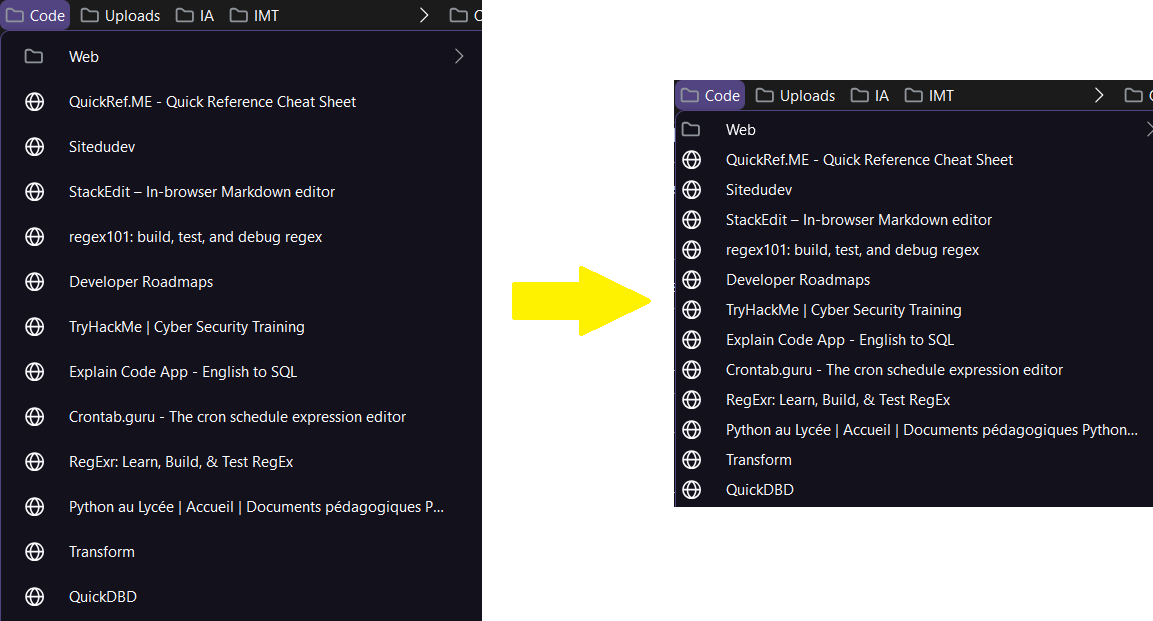 Code Uploads IA IMT
Web
QuickRef.ME - Quick Reference Cheat Sheet
Sitedudev
StackEdit – In-browser Markdown editor
regex101: build, test, and debug regex
Developer Roadmaps
TryHackMe | Cyber Security Training
Explain Code App - English to SQL
Crontab.guru - The cron schedule expression editor
RegExr: Learn, Build, & Test RegEx
Python au Lycée | Accueil | Documents pédagogiques P...
Transform
QuickDBD
Code Uploads IA IMT
Web
QuickRef.ME - Quick Reference Cheat Sheet
Sitedudev
StackEdit – In-browser Markdown editor
regex101: build, test, and debug regex
Developer Roadmaps
TryHackMe | Cyber Security Training
Explain Code App - English to SQL
Crontab.guru - The cron schedule expression editor
RegExr: Learn, Build, & Test RegEx
Python au Lycée | Accueil | Documents pédagogiques Python...
Transform
QuickDBD